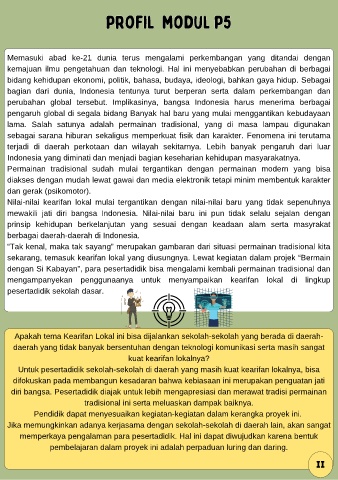 PROFIL MODUL P5
Memasuki abad ke-21 dunia terus mengalami perkembangan yang ditandai dengan
kemajuan ilmu pengetahuan dan teknologi. Hal ini menyebabkan perubahan di berbagai
bidang kehidupan ekonomi, politik, bahasa, budaya, ideologi, bahkan gaya hidup. Sebagai
bagian dari dunia, Indonesia tentunya turut berperan serta dalam perkembangan dan
perubahan global tersebut. Implikasinya, bangsa Indonesia harus menerima berbagai
pengaruh global di segala bidang Banyak hal baru yang mulai menggantikan kebudayaan
lama. Salah satunya adalah permainan tradisional, yang di masa lampau digunakan
sebagai sarana hiburan sekaligus memperkuat fisik dan karakter. Fenomena ini terutama
terjadi di daerah perkotaan dan wilayah sekitarnya. Lebih banyak pengaruh dari luar
Indonesia yang diminati dan menjadi bagian keseharian kehidupan masyarakatnya.
Permainan tradisional sudah mulai tergantikan dengan permainan modern yang bisa
diakses dengan mudah lewat gawai dan media elektronik tetapi minim membentuk karakter
dan gerak (psikomotor).
Nilai-nilai kearifan lokal mulai tergantikan dengan nilai-nilai baru yang tidak sepenuhnya
mewakili jati diri bangsa Indonesia. Nilai-nilai baru ini pun tidak selalu sejalan dengan
prinsip kehidupan berkelanjutan yang sesuai dengan keadaan alam serta masyrakat
berbagai daerah-daerah di Indonesia.
“Tak kenal, maka tak sayang” merupakan gambaran dari situasi permainan tradisional kita
sekarang, temasuk kearifan lokal yang diusungnya. Lewat kegiatan dalam projek “Bermain
dengan Si Kabayan”, para pesertadidik bisa mengalami kembali permainan tradisional dan
mengampanyekan penggunaanya untuk menyampaikan kearifan lokal di lingkup
pesertadidik sekolah dasar.
Apakah tema Kearifan Lokal ini bisa dijalankan sekolah-sekolah yang berada di daerah-
daerah yang tidak banyak bersentuhan dengan teknologi komunikasi serta masih sangat
kuat kearifan lokalnya?
Untuk pesertadidik sekolah-sekolah di daerah yang masih kuat kearifan lokalnya, bisa
difokuskan pada membangun kesadaran bahwa kebiasaan ini merupakan penguatan jati
diri bangsa. Pesertadidik diajak untuk lebih mengapresiasi dan merawat tradisi permainan
tradisional ini serta meluaskan dampak baiknya.
Pendidik dapat menyesuaikan kegiatan-kegiatan dalam kerangka proyek ini.
Jika memungkinkan adanya kerjasama dengan sekolah-sekolah di daerah lain, akan sangat
memperkaya pengalaman para pesertadidik. Hal ini dapat diwujudkan karena bentuk
pembelajaran dalam projek ini adalah perpaduan luring dan daring.
II